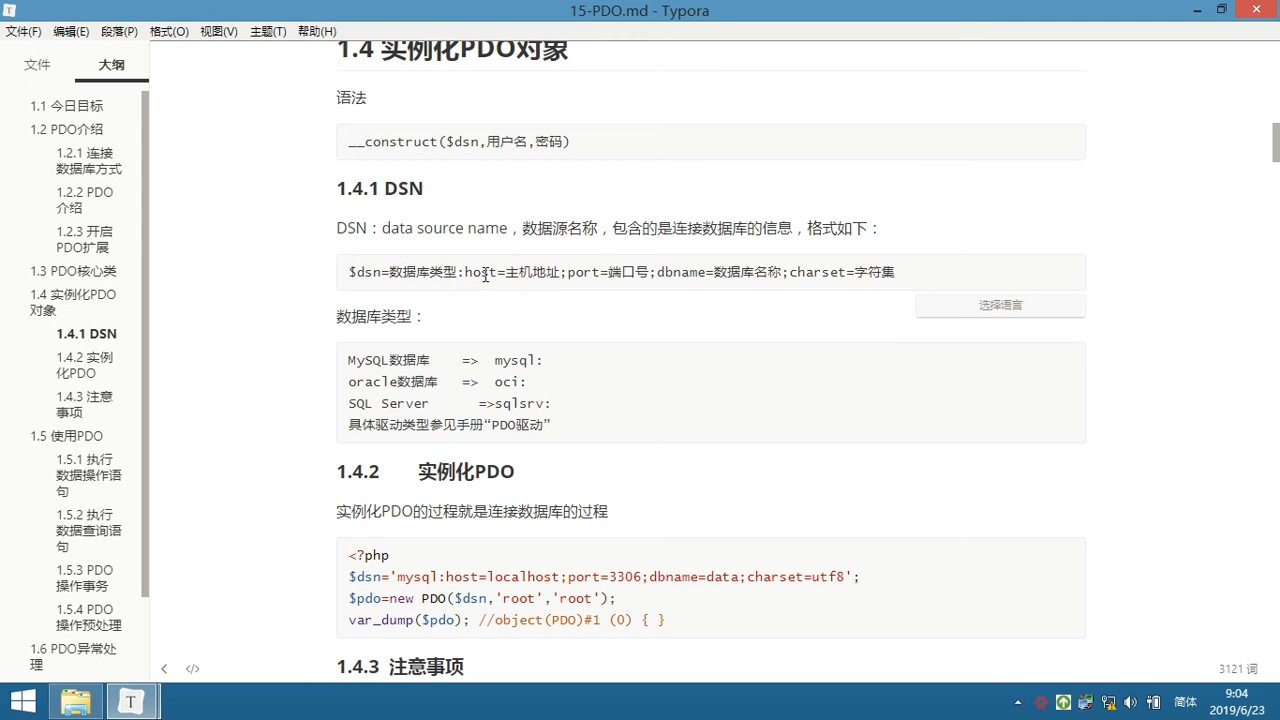 15-PDO.md - Typora
文件(F) 编辑(E) 段落(P) 格式(O) 视图(V) 主题(T) 帮助(H)
文件 大纲
1.1 今日目标
1.2 PDO介绍
1.2.1 连接
数据库方式
1.2.2 PDO
介绍
1.2.3 开启
PDO扩展
1.3 PDO核心类
1.4 实例化PDO
对象
1.4.1 DSN
1.4.2 实例
化PDO
1.4.3 注意
事项
1.5 使用PDO
1.5.1 执行
数据操作语
句
1.5.2 执行
数据查询语
句
1.5.3 PDO
操作事务
1.5.4 PDO
操作预处理
1.6 PDO异常处
理
1.4 实例化PDO对象
语法
__construct($dsn,用户名,密码)
1.4.1 DSN
DSN：data source name，数据源名称，包含的是连接数据库的信息，格式如下：
$dsn=数据库类型:host=主机地址;port=端口号;dbname=数据库名称;charset=字符集
选择语言
数据库类型：
MySQL数据库 => mysql:
oracle数据库 => oci:
SQL Server =>sqlsrv:
具体驱动类型参见手册“PDO驱动”
1.4.2 实例化PDO
实例化PDO的过程就是连接数据库的过程
<?php
$dsn='mysql:host=localhost;port=3306;dbname=data;charset=utf8';
$pdo=new PDO($dsn,'root','root');
var_dump($pdo); //object(PDO)#1 (0) { }
1.4.3 注意事项
</>
3121 词
T
简体
9:04
2019/6/23